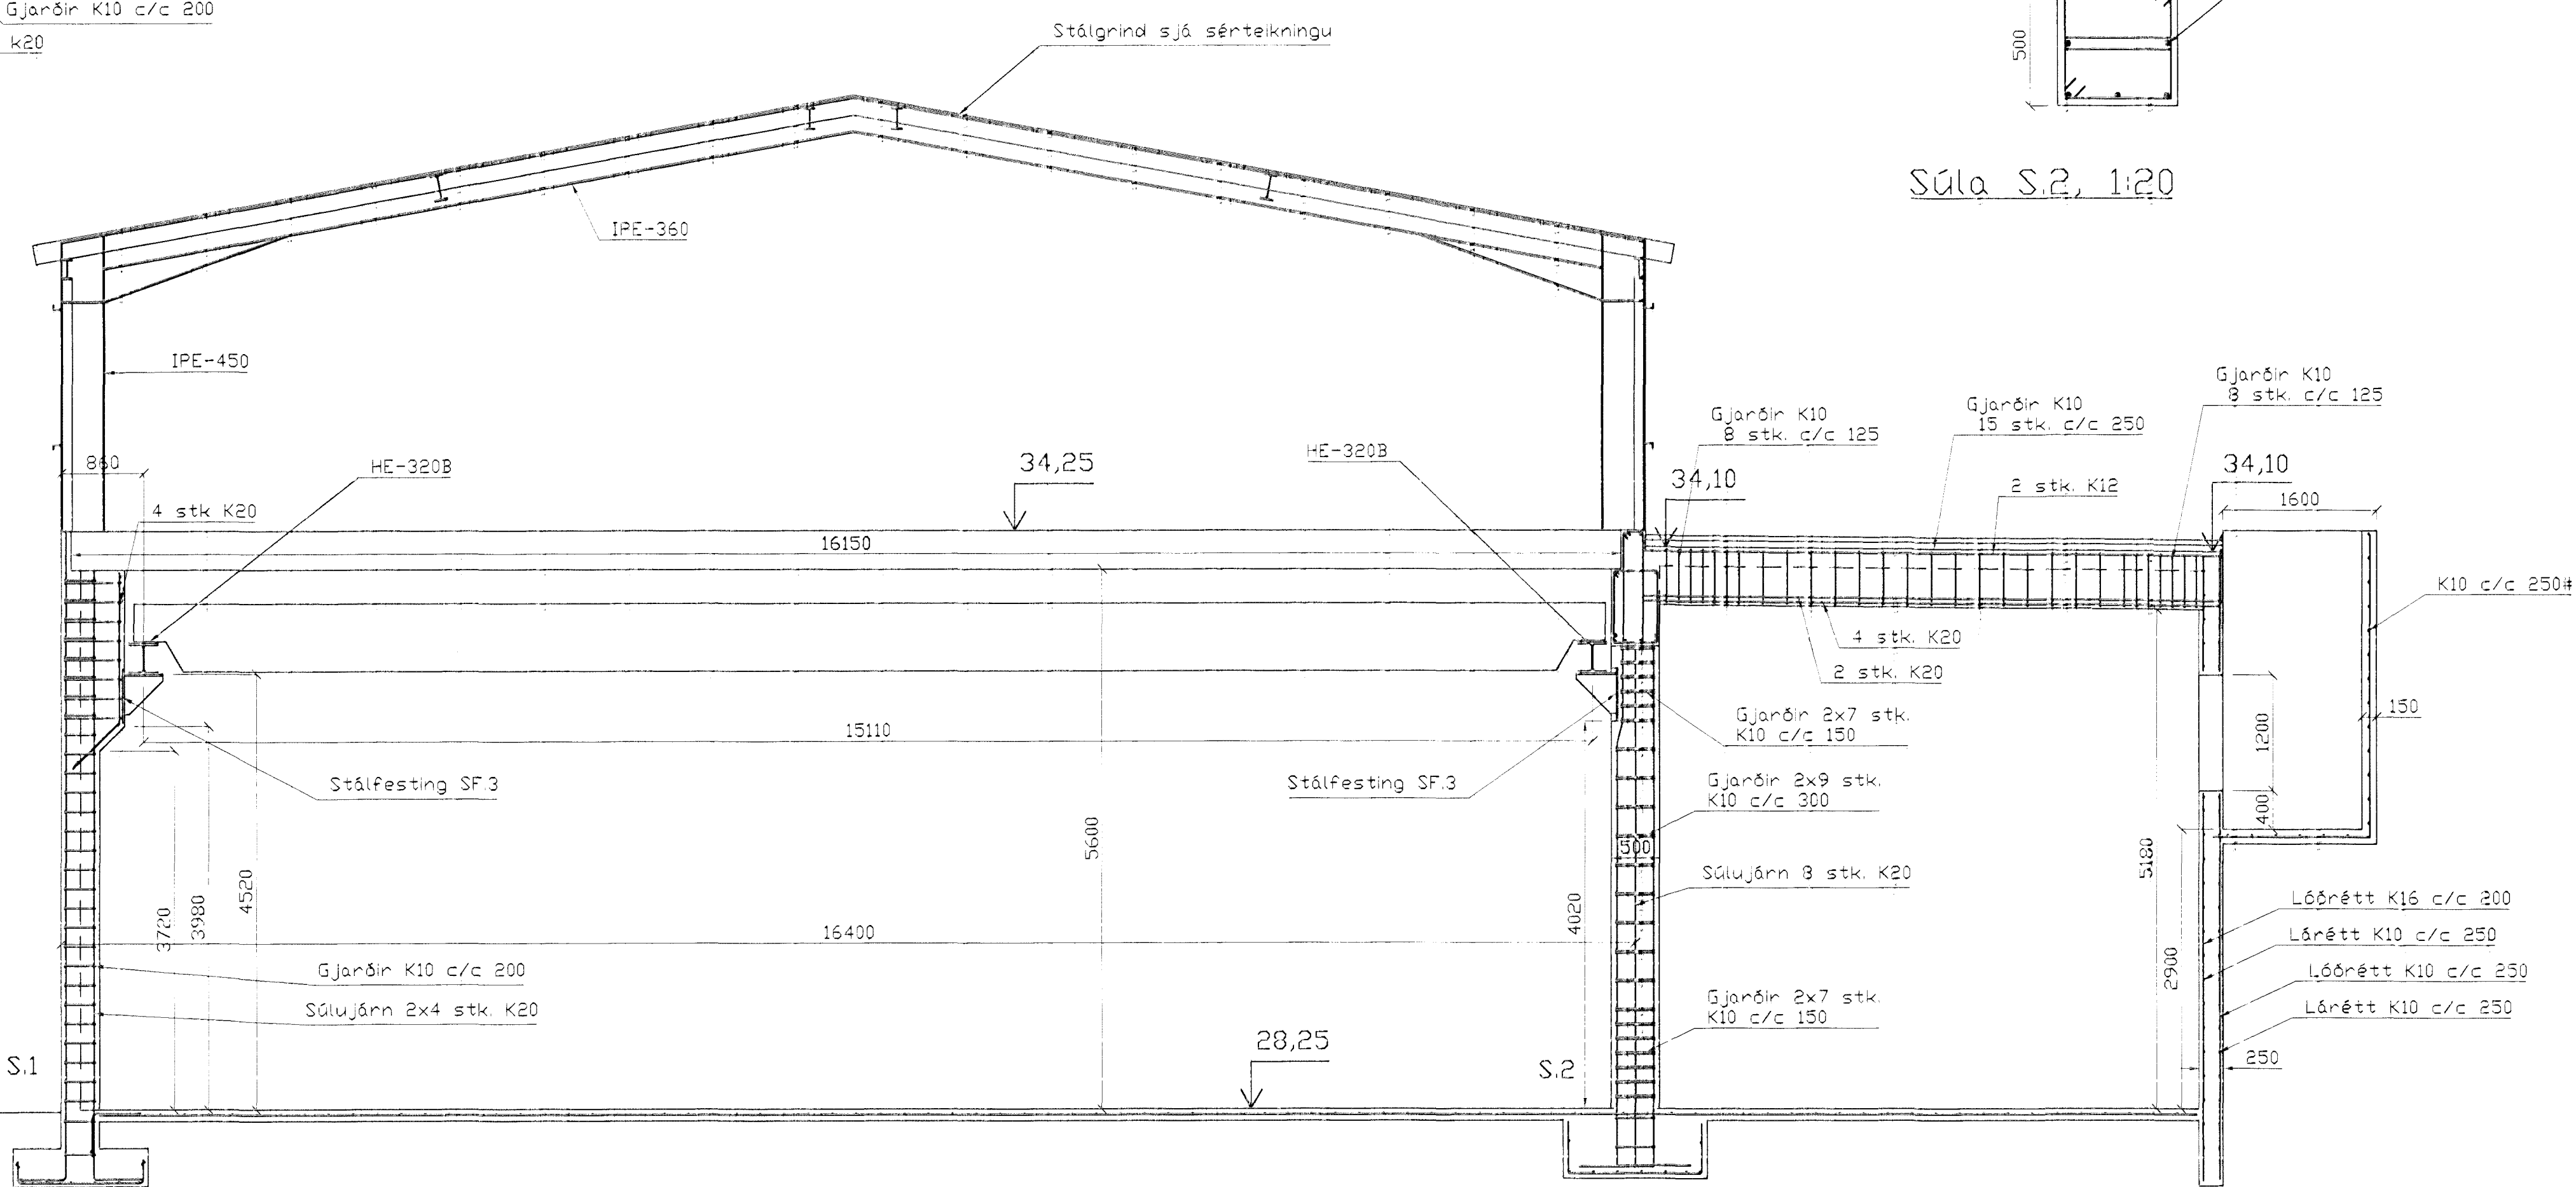 Gjarðir K10 c/c 200
k20
Stálgrind sjá sérteikningu
500
Súla S.2, 1:20
IPE-360
IPE-450
Gjarðir K10
8 stk. c/c 125
Gjarðir K10
15 stk. c/c 250
Gjarðir K10
8 stk. c/c 125
860
HE-320B
34,25
HE-320B
34,10
2 stk. K12
34,10
1600
4 stk K20
16150
K10 c/c 250#
4 stk. K20
2 stk. K20
150
Gjarðir 2x7 stk.
K10 c/c 150
15110
1200
Stálfesting SF.3
Stálfesting SF.3
Gjarðir 2x9 stk.
K10 c/c 300
400
5600
500
5180
Súlujárn 8 stk. K20
4520
3980
3720
4020
Lóðrétt K16 c/c 200
16400
Lárétt K10 c/c 250
Gjarðir K10 c/c 200
Lóðrétt K10 c/c 250
2900
Súlujárn 2x4 stk. K20
Gjarðir 2x7 stk.
K10 c/c 150
Lárétt K10 c/c 250
28,25
S.1
S.2
250